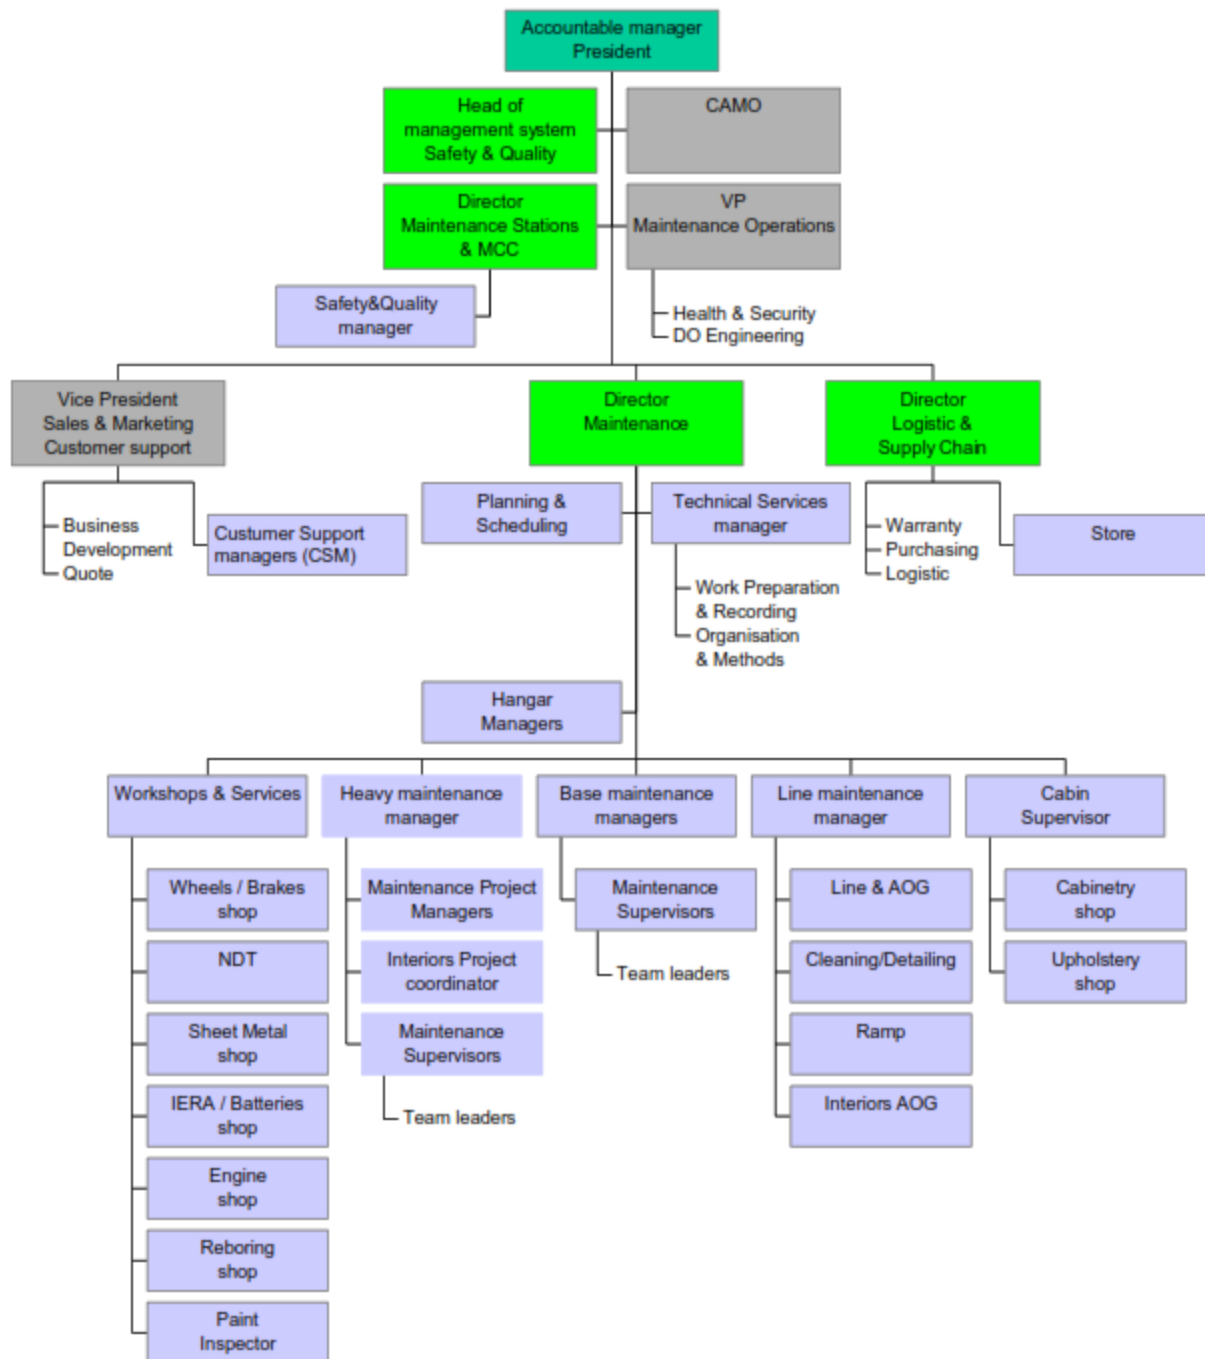 Accountable manager
President
Head of
management system
Safety & Quality
CAMO
Director
Maintenance Stations
& MCC
VP
Maintenance Operations
Safety&Quality
manager
Health & Security
DO Engineering
Vice President
Sales & Marketing
Customer support
Director
Maintenance
Director
Logistic &
Supply Chain
Business
Development
Quote
Custumer Support
managers (CSM)
Planning &
Scheduling
Technical Services
manager
Work Preparation
& Recording
Organisation
& Methods
Warranty
Purchasing
Logistic
Store
Hangar
Managers
Workshops & Services
Heavy maintenance
manager
Base maintenance
managers
Line maintenance
manager
Cabin
Supervisor
Wheels / Brakes
shop
NDT
Sheet Metal
shop
IERA / Batteries
shop
Engine
shop
Reboring
shop
Paint
Inspector
Maintenance Project
Managers
Interiors Project
coordinator
Maintenance
Supervisors
Team leaders
Maintenance
Supervisors
Team leaders
Line & AOG
Cleaning/Detailing
Ramp
Interiors AOG
Cabinetry
shop
Upholstery
shop